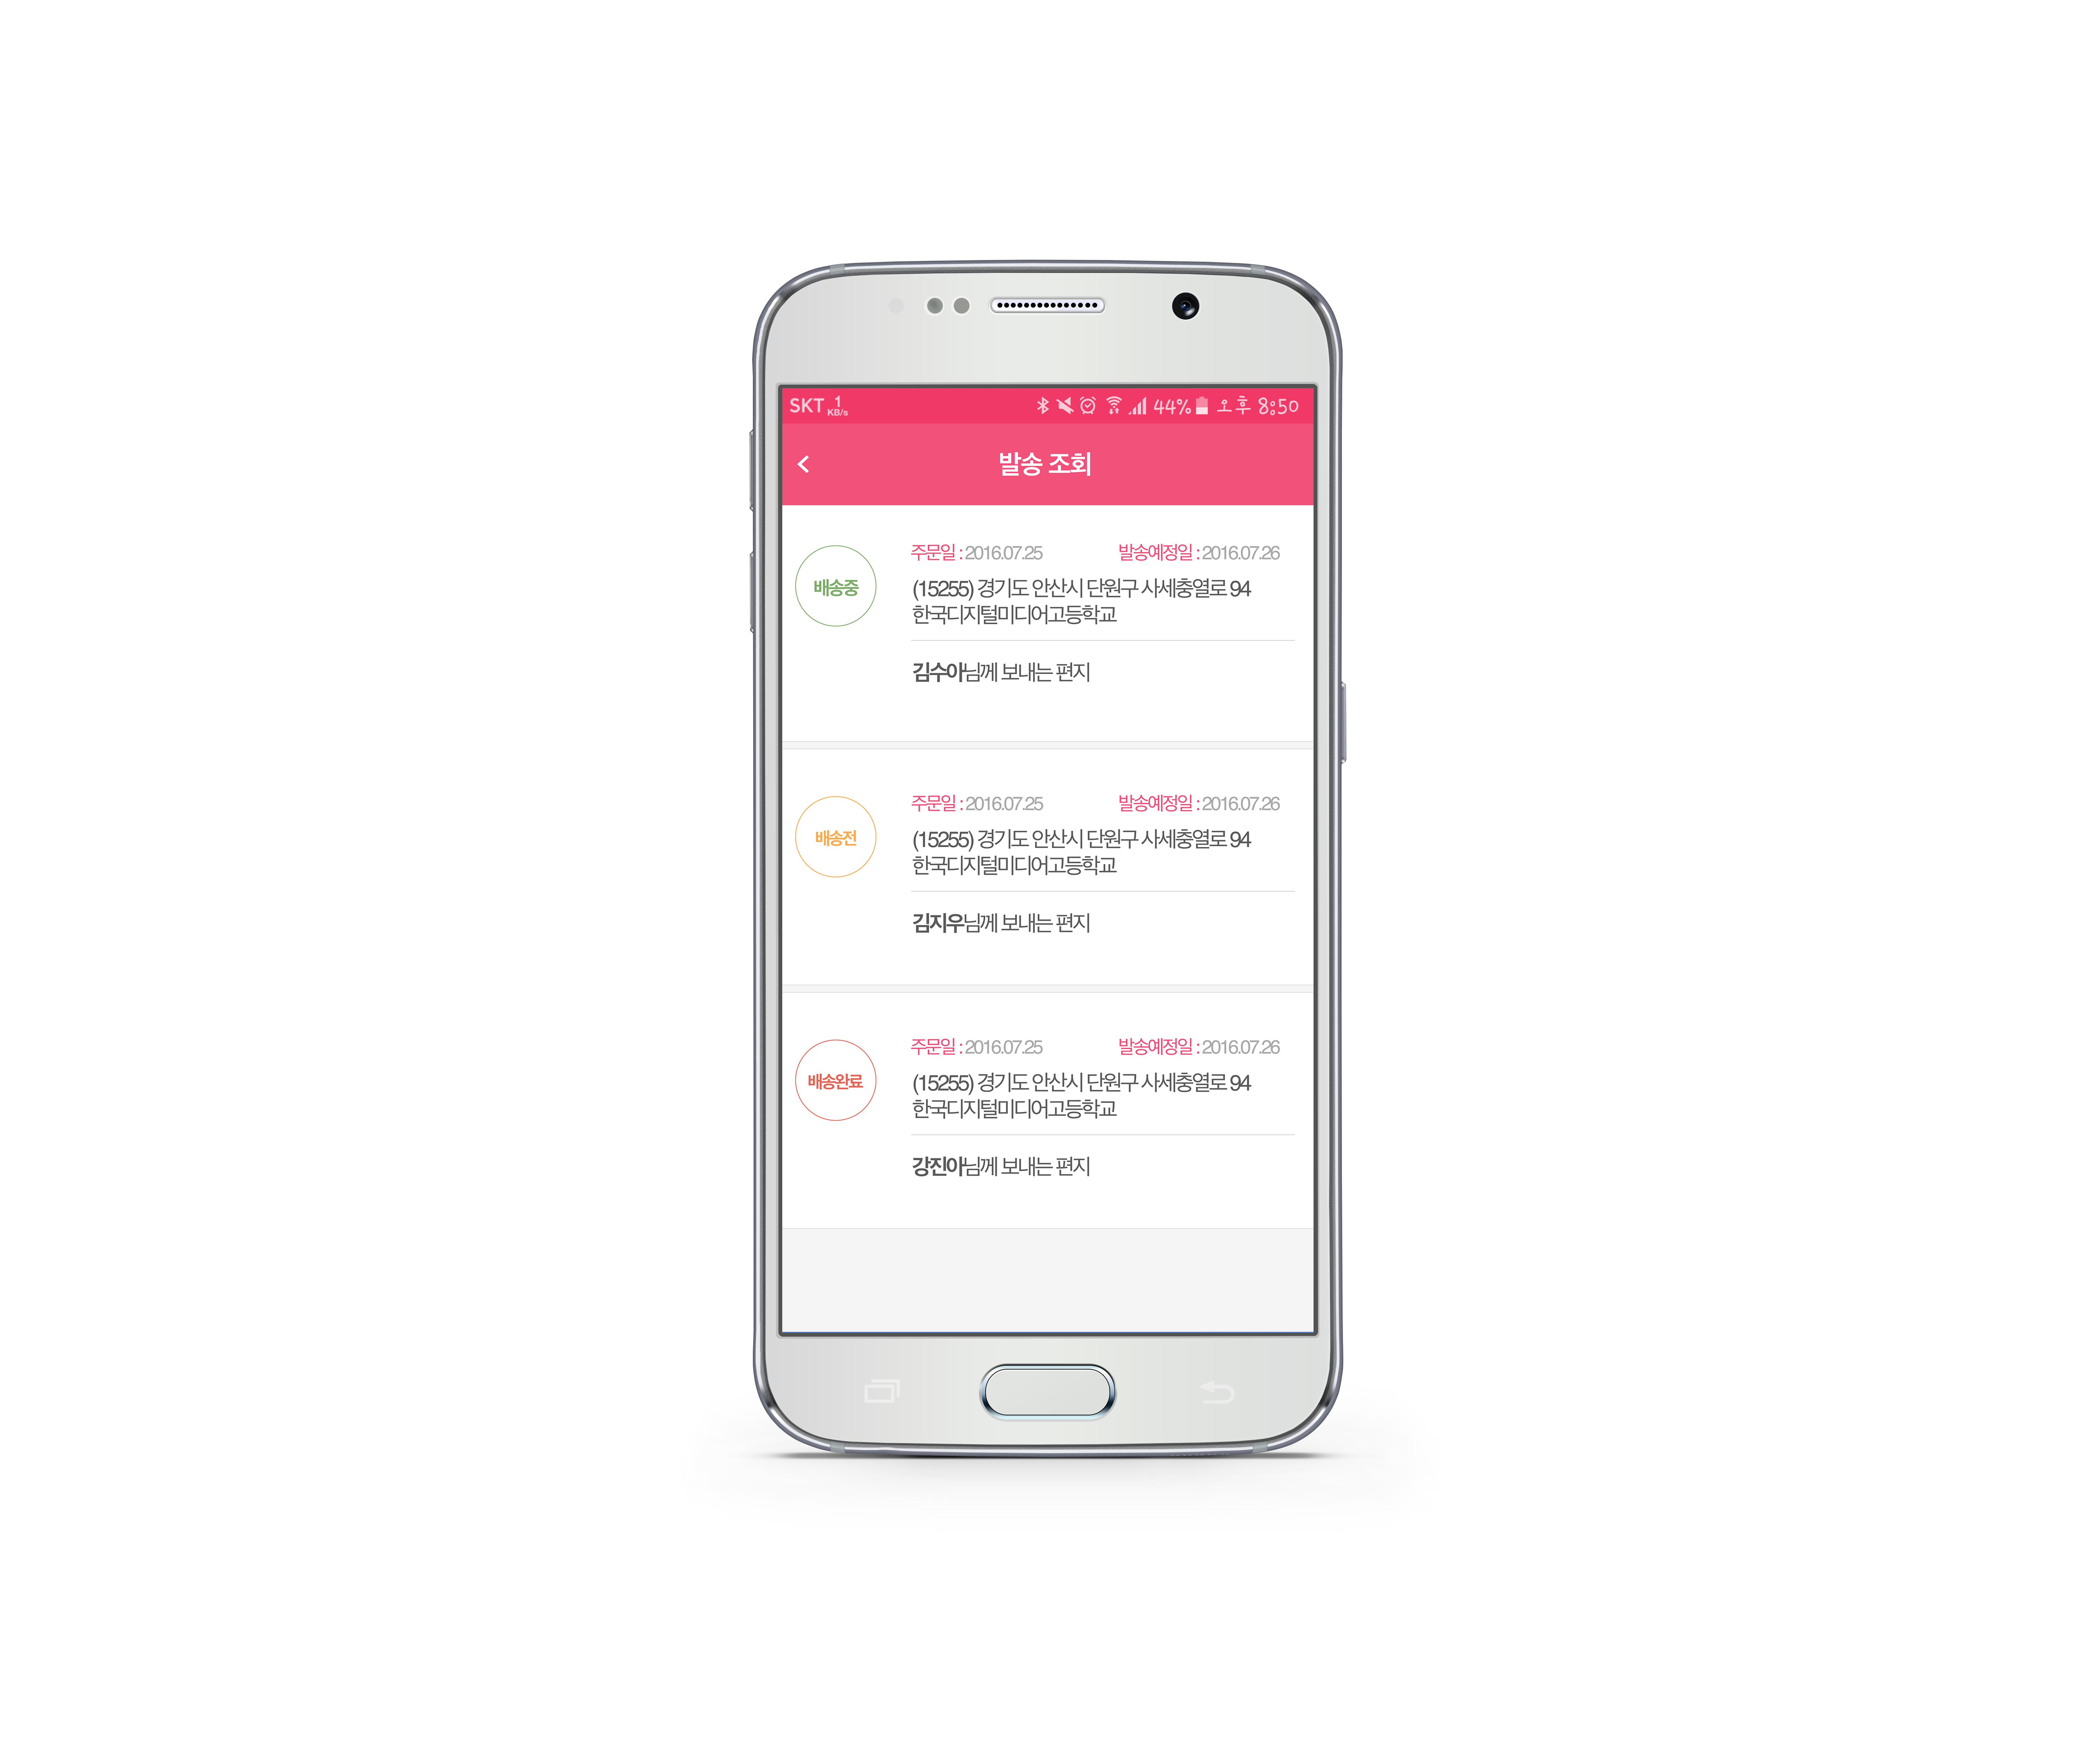 SKT 1 KB/s 44% 오후 8:50
발송 조회
주문일 : 2016.07.25 발송예정일 : 2016.07.26
배송중
(15255) 경기도 안산시 단원구 사세충열로 94
한국디지털미디어고등학교
김수아님께 보내는 편지
주문일 : 2016.07.25 발송예정일 : 2016.07.26
배송전
(15255) 경기도 안산시 단원구 사세충열로 94
한국디지털미디어고등학교
김지우님께 보내는 편지
주문일 : 2016.07.25 발송예정일 : 2016.07.26
배송완료
(15255) 경기도 안산시 단원구 사세충열로 94
한국디지털미디어고등학교
강진아님께 보내는 편지